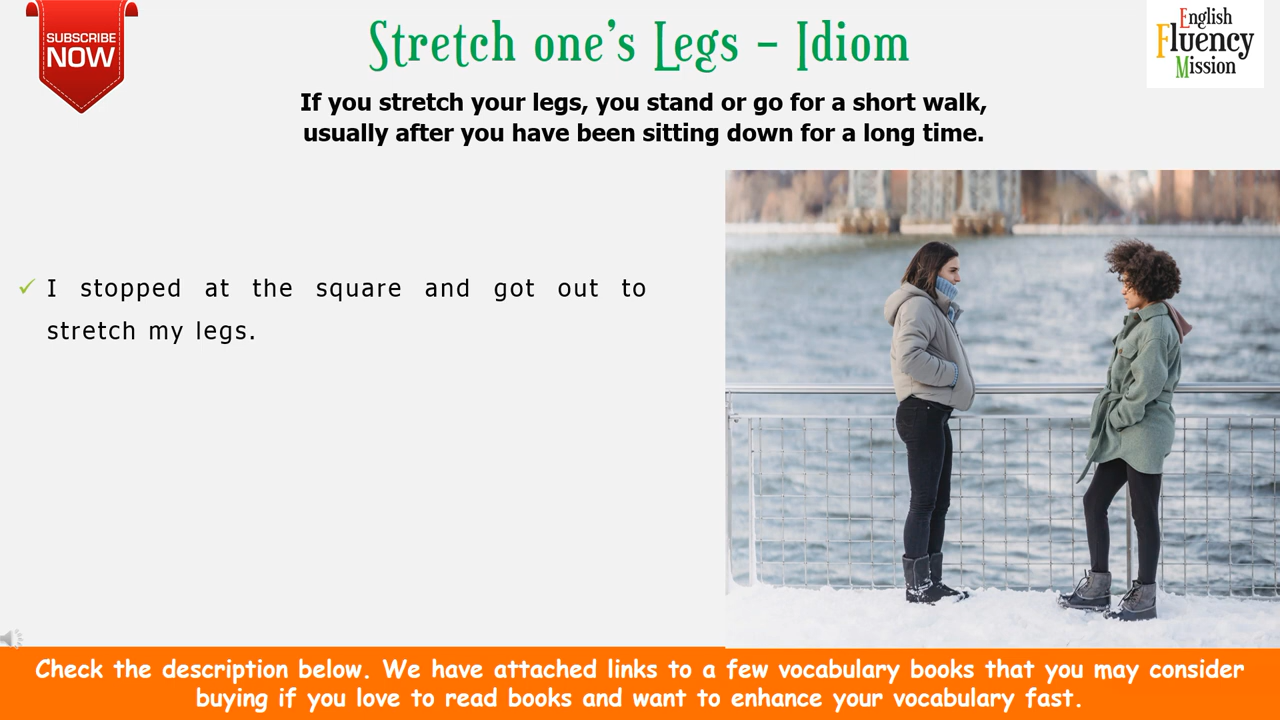 SUBSCRIBE
NOW
Stretch one's Legs – Idiom
English
Fluency
Mission
If you stretch your legs, you stand or go for a short walk,
usually after you have been sitting down for a long time.
✓ I stopped at the square and got out to
stretch my legs.
Check the description below. We have attached links to a few vocabulary books that you may consider
buying if you love to read books and want to enhance your vocabulary fast.